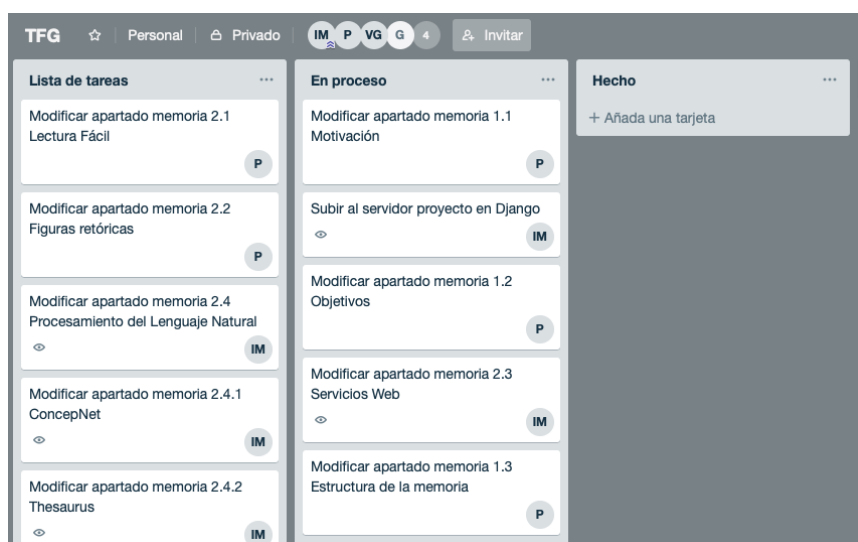 TFG Personal Privado IM P VG G 4 Invitar
Lista de tareas ...
Modificar apartado memoria 2.1
Lectura Fácil
P
Modificar apartado memoria 2.2
Figuras retóricas
P
Modificar apartado memoria 2.4
Procesamiento del Lenguaje Natural
IM
Modificar apartado memoria 2.4.1
ConcepNet
IM
Modificar apartado memoria 2.4.2
Thesaurus
IM
En proceso ...
Modificar apartado memoria 1.1
Motivación
P
Subir al servidor proyecto en Django
IM
Modificar apartado memoria 1.2
Objetivos
P
Modificar apartado memoria 2.3
Servicios Web
IM
Modificar apartado memoria 1.3
Estructura de la memoria
P
Hecho ...
+ Añada una tarjeta